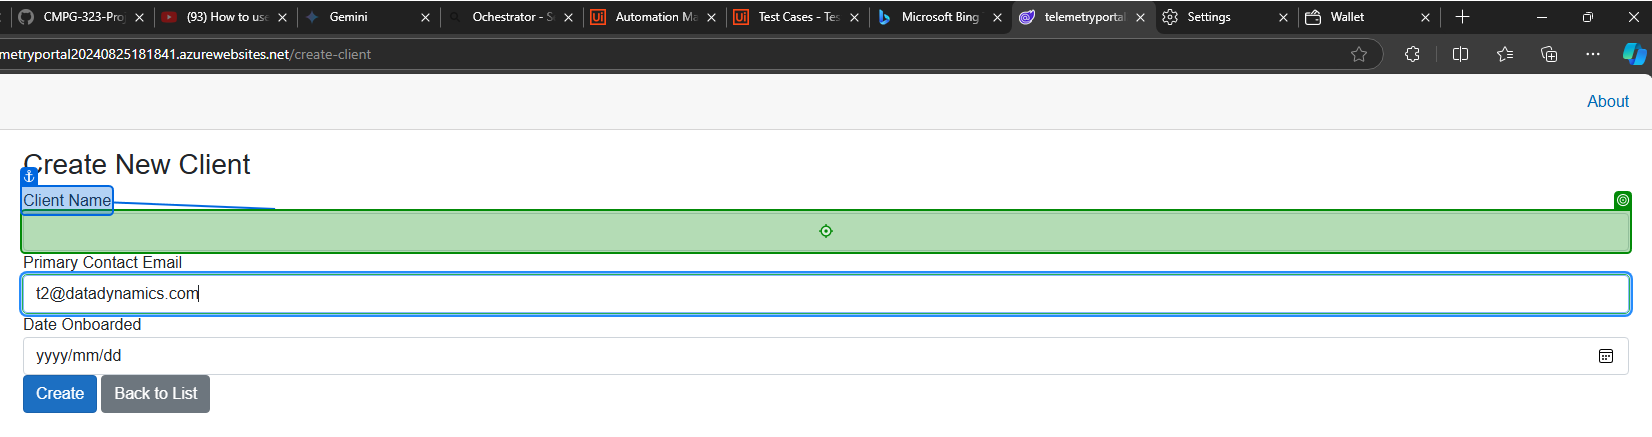 CMPG-323-Proj
(93) How to use
Gemini
Ochestrator - Se
Automation Ma
Test Cases - Tes
Microsoft Bing
telemetryportal
Settings
Wallet
metryportal20240825181841.azurewebsites.net/create-client
About
Create New Client
Client Name
Primary Contact Email
t2@datadynamics.com
Date Onboarded
yyyy/mm/dd
Create
Back to List